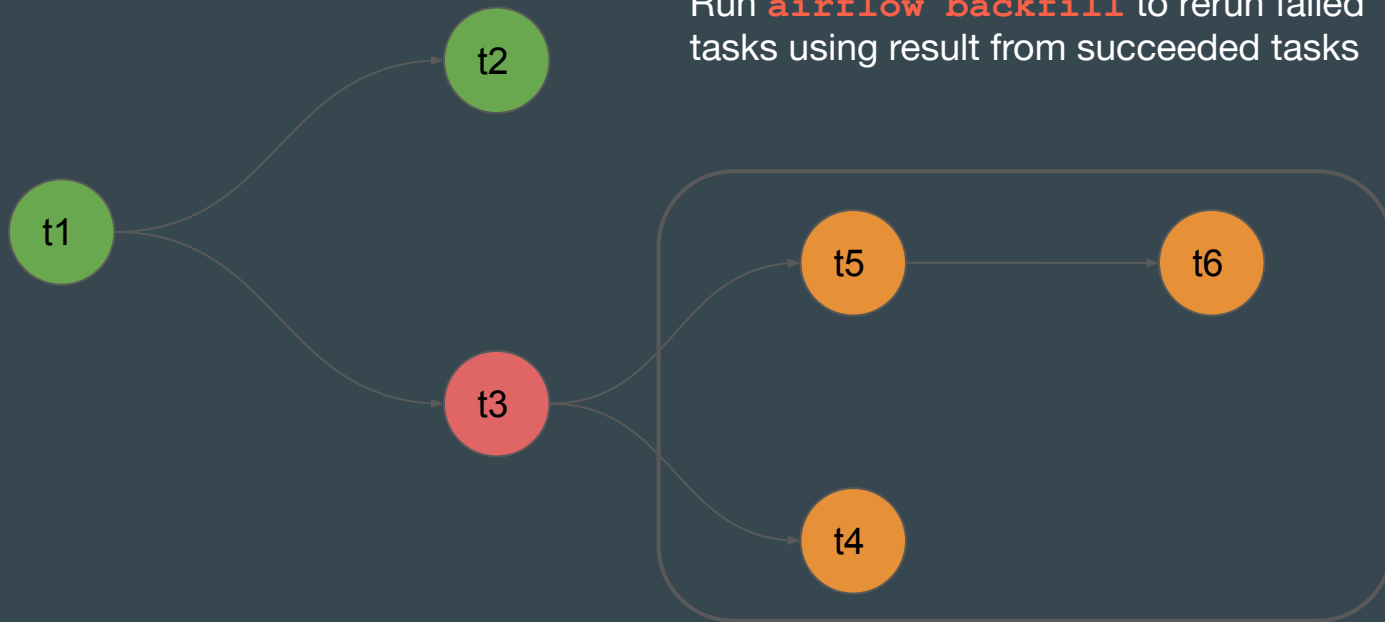 Run airflow backfill to rerun failed
tasks using result from succeeded tasks
t2
t1
t5
t6
t3
t4